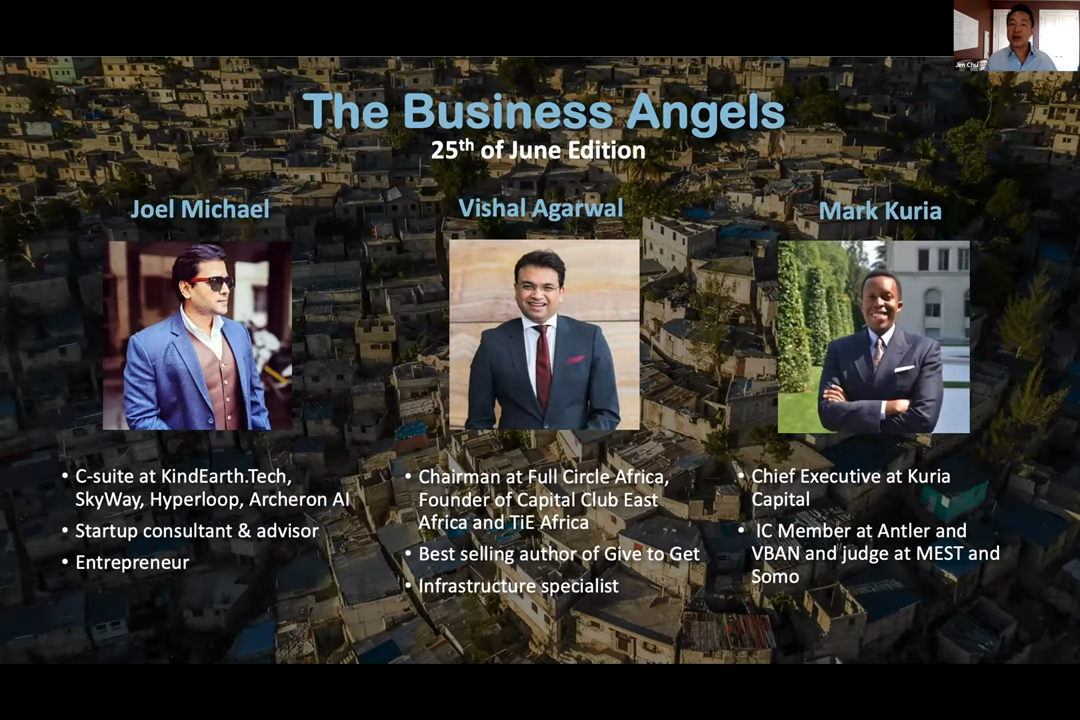 Jim Chu
The Business Angels
25th of June Edition
Joel Michael
Vishal Agarwal
Mark Kuria
• C-suite at KindEarth.Tech,
SkyWay, Hyperloop, Archeron AI
• Startup consultant & advisor
• Entrepreneur
• Chairman at Full Circle Africa,
Founder of Capital Club East
Africa and TiE Africa
• Best selling author of Give to Get
• Infrastructure specialist
• Chief Executive at Kuria
Capital
• IC Member at Antler and
VBAN and judge at MEST and
Somo